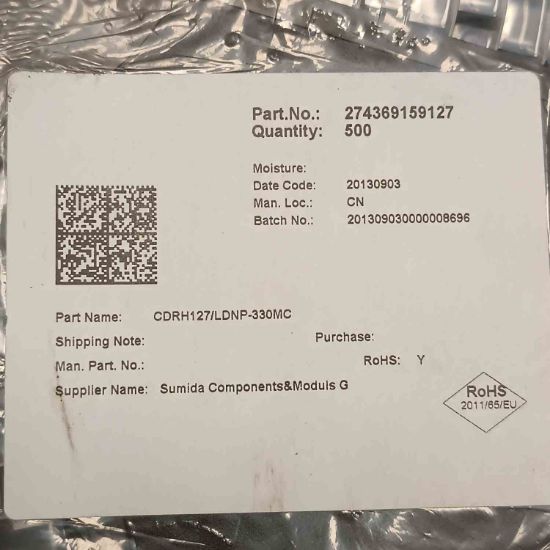 Part.No.: 274369159127
Quantity: 500
Moisture:
Date Code: 20130903
Man. Loc.: CN
Batch No.: 201309030000008696
Part Name: CDRH127/LDNP-330MC
Shipping Note: Purchase:
Man. Part. No.: RoHS: Y
Supplier Name: Sumida Components&Moduls G
RoHS
2011/65/EU